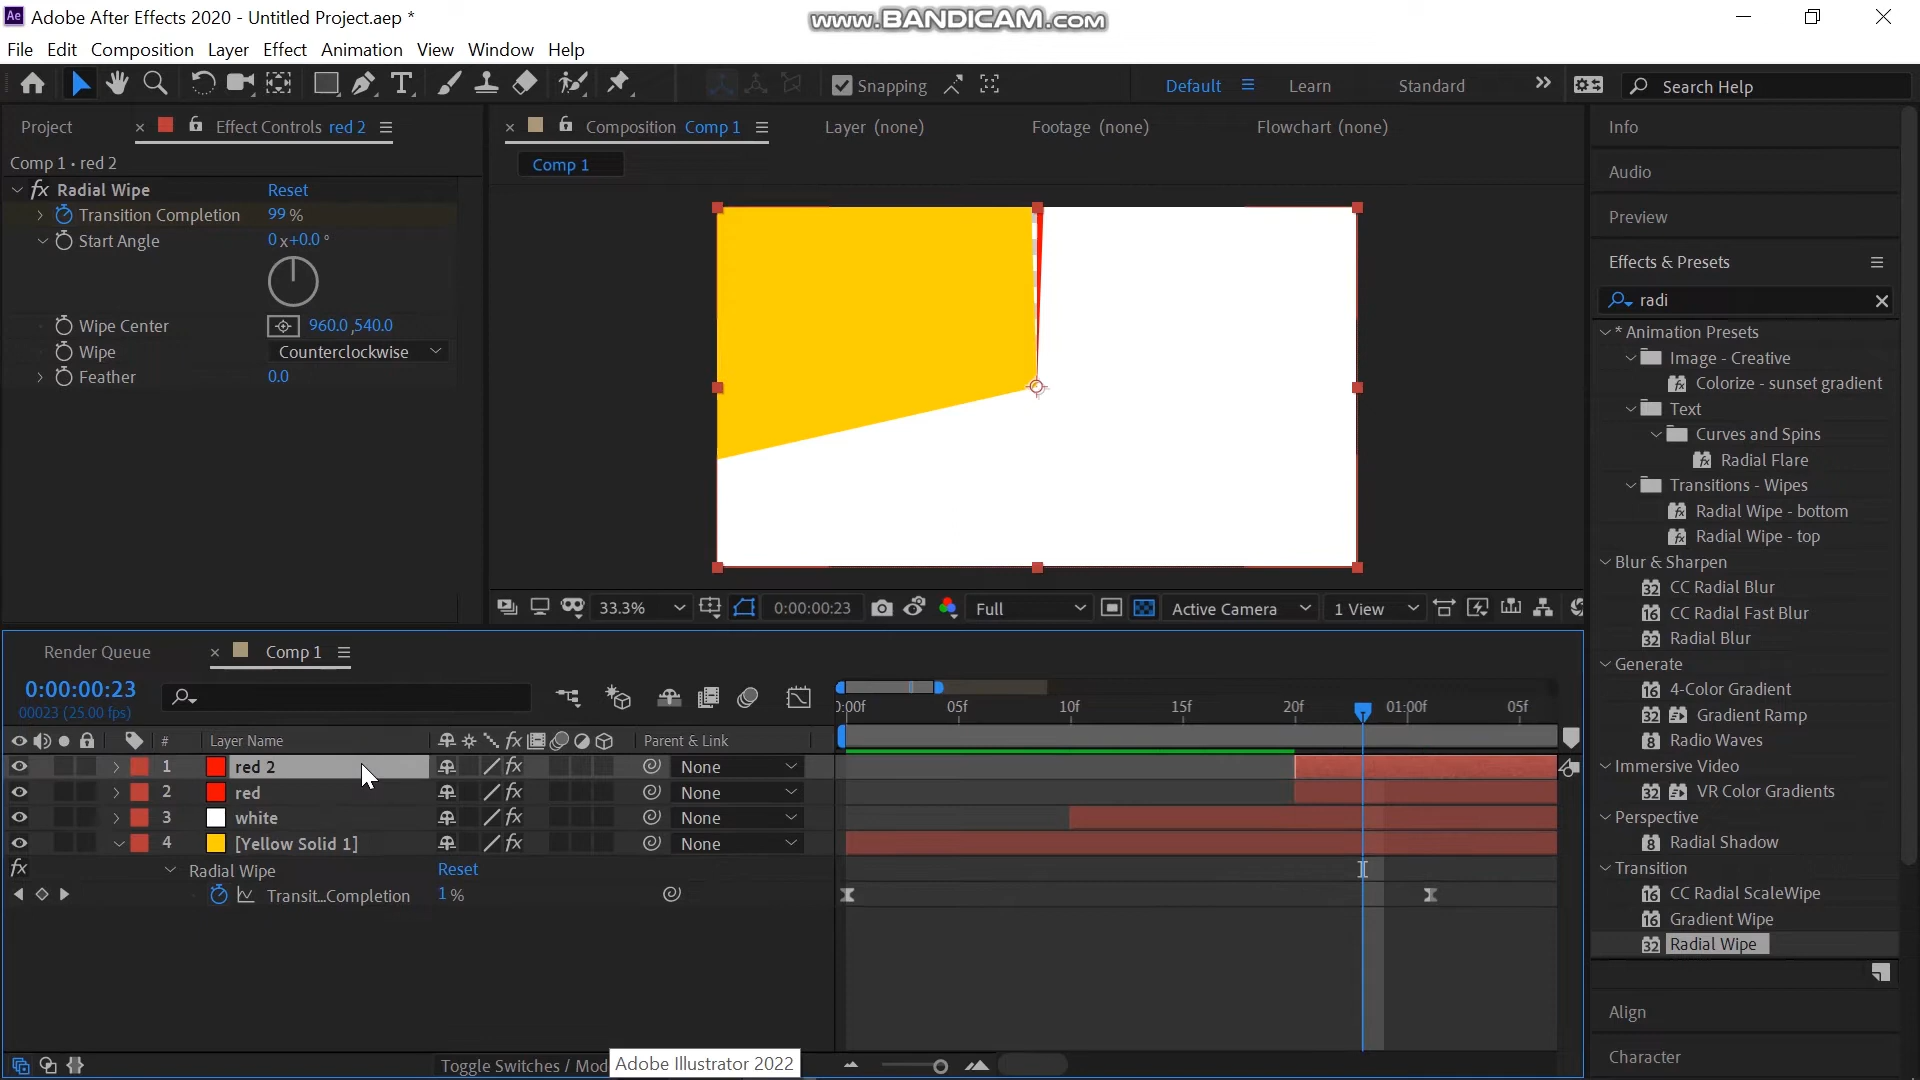 Adobe After Effects 2020 - Untitled Project.aep *
www.BANDICAM.com
File Edit Composition Layer Effect Animation View Window Help
Snapping Default Learn Standard Search Help
Project Effect Controls red 2 Composition Comp 1 Layer (none) Footage (none) Flowchart (none) Info
Comp 1 • red 2
Comp 1
Audio
fx Radial Wipe Reset
Transition Completion 99 %
Preview
Start Angle 0 x+0.0 °
Effects & Presets
radi
Wipe Center 960.0 ,540.0
Wipe Counterclockwise
Feather 0.0
* Animation Presets
Image - Creative
Colorize - sunset gradient
Text
Curves and Spins
Radial Flare
Transitions - Wipes
Radial Wipe - bottom
Radial Wipe - top
Blur & Sharpen
CC Radial Blur
CC Radial Fast Blur
Radial Blur
Generate
4-Color Gradient
Gradient Ramp
Radio Waves
Immersive Video
VR Color Gradients
Perspective
Radial Shadow
Transition
CC Radial ScaleWipe
Gradient Wipe
Radial Wipe
Align
Character
33.3% 0:00:00:23 Full Active Camera 1 View
Render Queue Comp 1
0:00:00:23
00023 (25.00 fps)
:00f 05f 10f 15f 20f 01:00f 05f
# Layer Name Parent & Link
1 red 2 None
2 red None
3 white None
4 [Yellow Solid 1] None
fx Radial Wipe Reset
Transit...Completion 1 %
Toggle Switches / Mod
Adobe Illustrator 2022